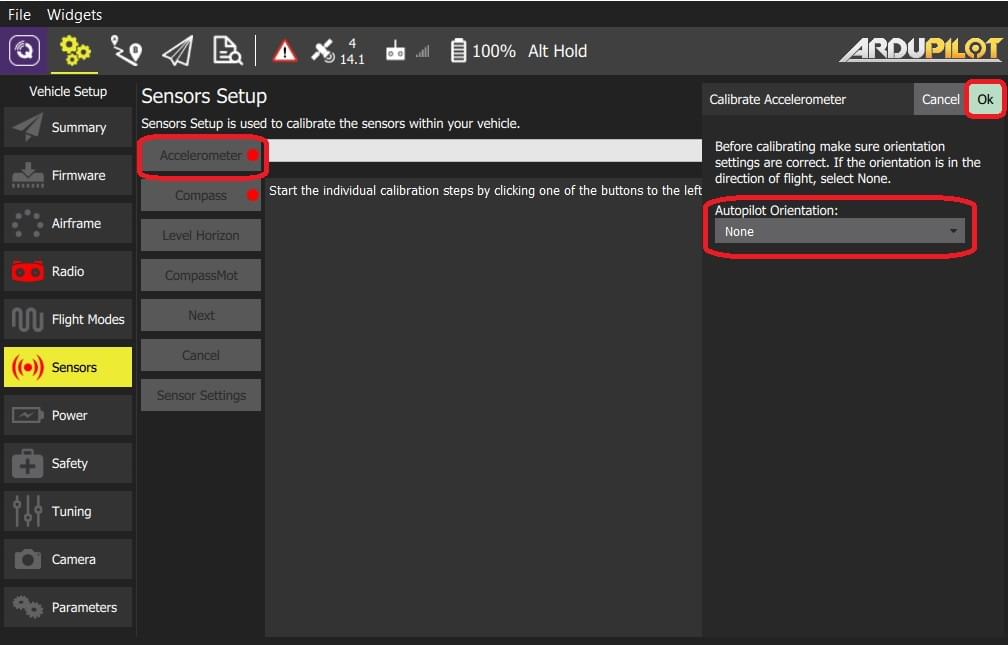 File Widgets
4
14.1
100% Alt Hold
ARDUPILOT
Vehicle Setup
Summary
Firmware
Airframe
Radio
Flight Modes
Sensors
Power
Safety
Tuning
Camera
Parameters
Sensors Setup
Sensors Setup is used to calibrate the sensors within your vehicle.
Accelerometer
Compass
Level Horizon
CompassMot
Next
Cancel
Sensor Settings
Start the individual calibration steps by clicking one of the buttons to the left
Calibrate Accelerometer Cancel Ok
Before calibrating make sure orientation
settings are correct. If the orientation is in the
direction of flight, select None.
Autopilot Orientation:
None